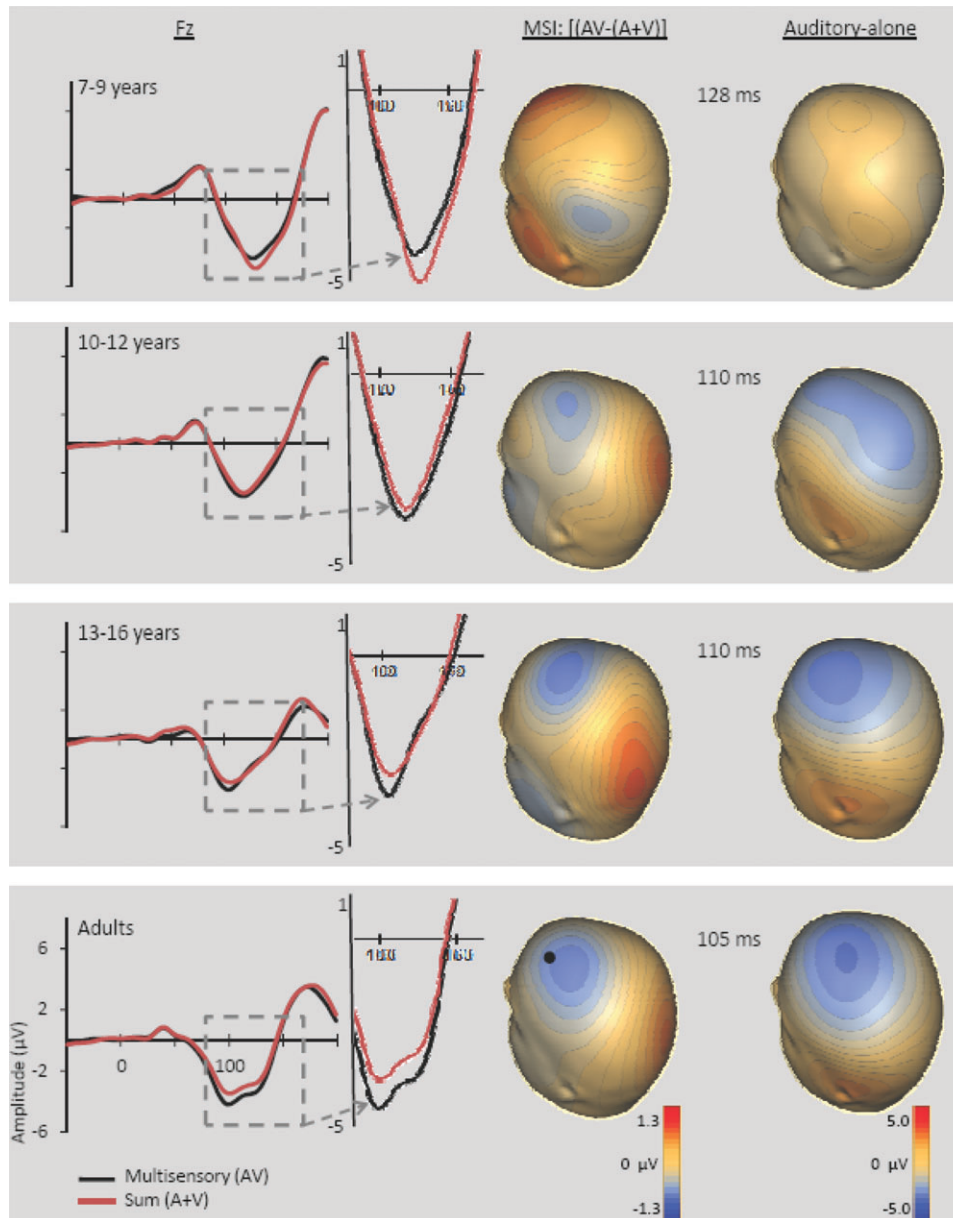 Fz MSI: [(AV-(A+V)] Auditory-alone
7-9 years
1
-5
128 ms
10-12 years
1
-5
110 ms
13-16 years
1
-5
110 ms
Adults
6
2
-2
-6
Amplitude (µV)
0 100
1
-5
105 ms
1.3
0 µV
-1.3
5.0
0 µV
-5.0
Multisensory (AV)
Sum (A+V)